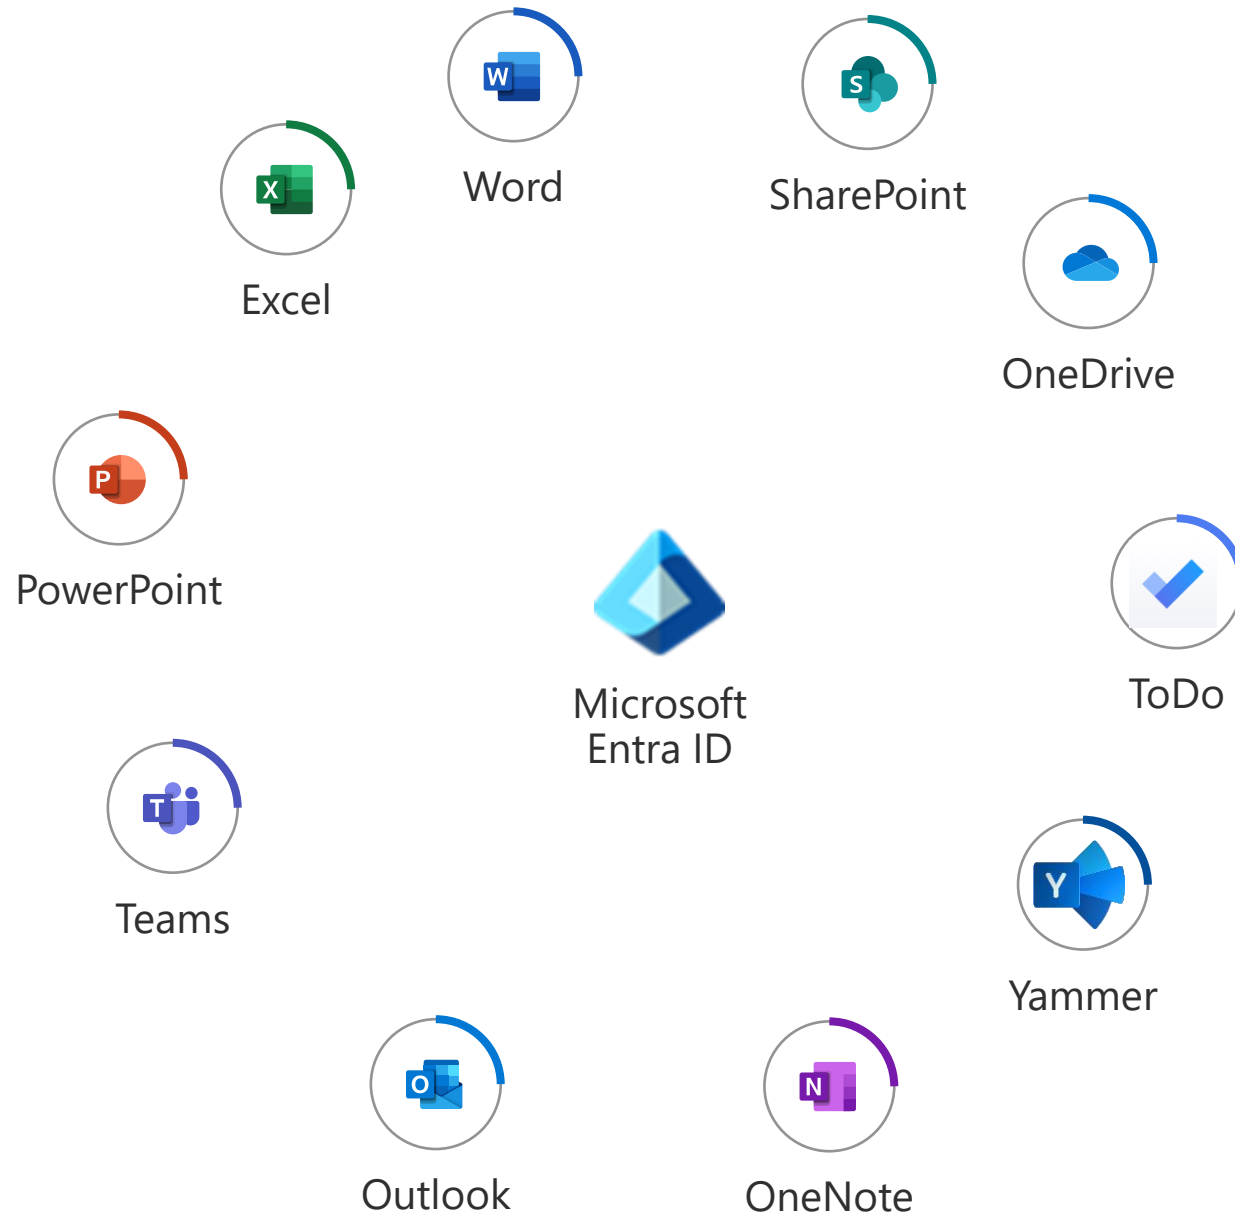 W
S
Word
SharePoint
X
Excel
OneDrive
P
PowerPoint
Microsoft
Entra ID
ToDo
T
Teams
Y
Yammer
O
Outlook
N
OneNote